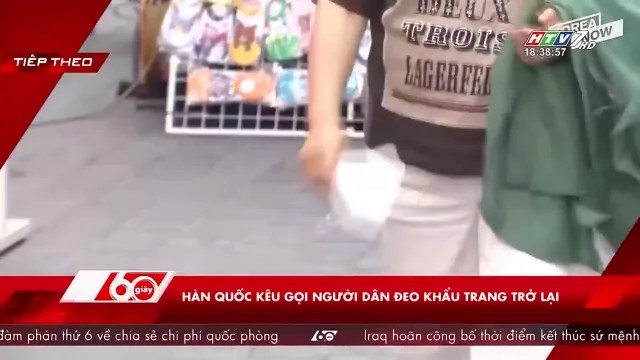 DEUX
TROIS
LAGERFEL
KOREA
NOW
HTV7 HD
18:38:57
TIẾP THEO
60 giây
HÀN QUỐC KÊU GỌI NGƯỜI DÂN ĐEO KHẨU TRANG TRỞ LẠI
đàm phán thứ 6 về chia sẻ chi phí quốc phòng
60
Iraq hoãn công bố thời điểm kết thúc sứ mệnh